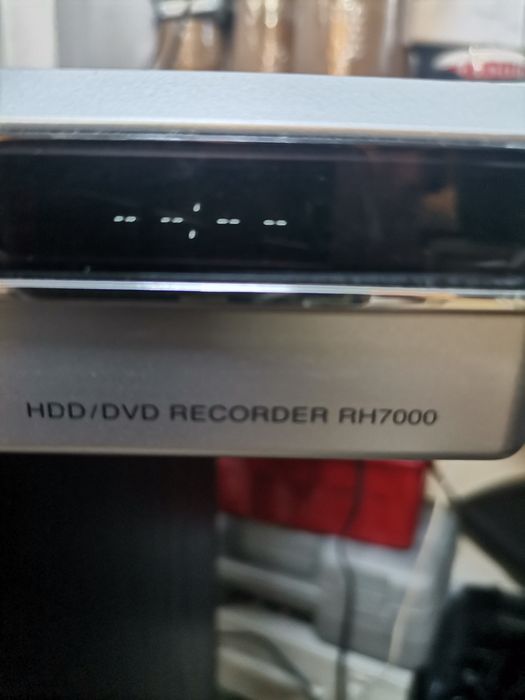 -- --:-- --
HDD/DVD RECORDER RH7000